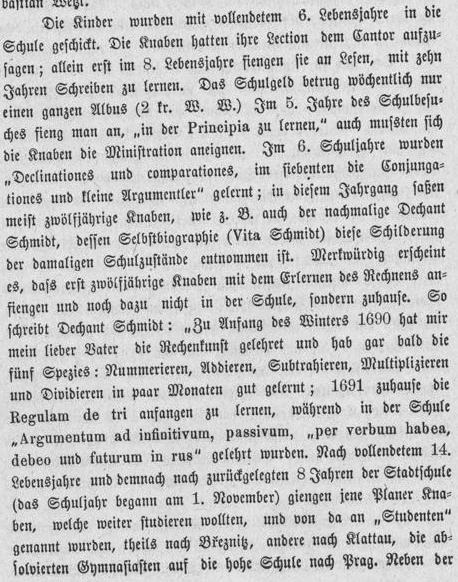 bastian Wetzl.
Die Kinder wurden mit vollendetem 6. Lebensjahre in die
Schule geschickt. Die Knaben hatten ihre Lection dem Cantor aufzu-
sagen; allein erst im 8. Lebensjahre fiengen sie an Lesen, mit zehn
Jahren Schreiben zu lernen. Das Schulgeld betrug wöchentlich nur
einen ganzen Albus (2 kr. W. W.) Im 5. Jahre des Schulbesu-
ches fieng man an, „in der Principia zu lernen,“ auch mussten sich
die Knaben die Ministration aneignen. Im 6. Schuljahre wurden
„Declinationes und comparationes, im siebenten die Conjunga-
tiones und kleine Argumentler“ gelernt; in diesem Jahrgang saßen
meist zwölfjährige Knaben, wie z. B. auch der nachmalige Dechant
Schmidt, dessen Selbstbiographie (Vita Schmidt) diese Schilderung
der damaligen Schulzustände entnommen ist. Merkwürdig erscheint
es, dass erst zwölfjährige Knaben mit dem Erlernen des Rechnens an-
fiengen und noch dazu nicht in der Schule, sondern zuhause. So
schreibt Dechant Schmidt: „Zu Anfang des Winters 1690 hat mir
mein lieber Vater die Rechenkunst gelehret und hab gar bald die
fünf Spezies: Nummerieren, Addieren, Subtrahieren, Multiplizieren
und Dividieren in paar Monaten gut gelernt; 1691 zuhause die
Regulam de tri anfangen zu lernen, während in der Schule
„Argumentum ad infinitivum, passivum, „per verbum habea,
debeo und futurum in rus“ gelehrt wurden. Nach vollendetem 14.
Lebensjahre und demnach nach zurückgelegten 8 Jahren der Stadtschule
(das Schuljahr begann am 1. November) giengen jene Planer Kna-
ben, welche weiter studieren wollten, und von da an „Studenten“
genannt wurden, theils nach Březnitz, andere nach Klattau, die ab-
solvierten Gymnasiasten auf die hohe Schule nach Prag. Neben der